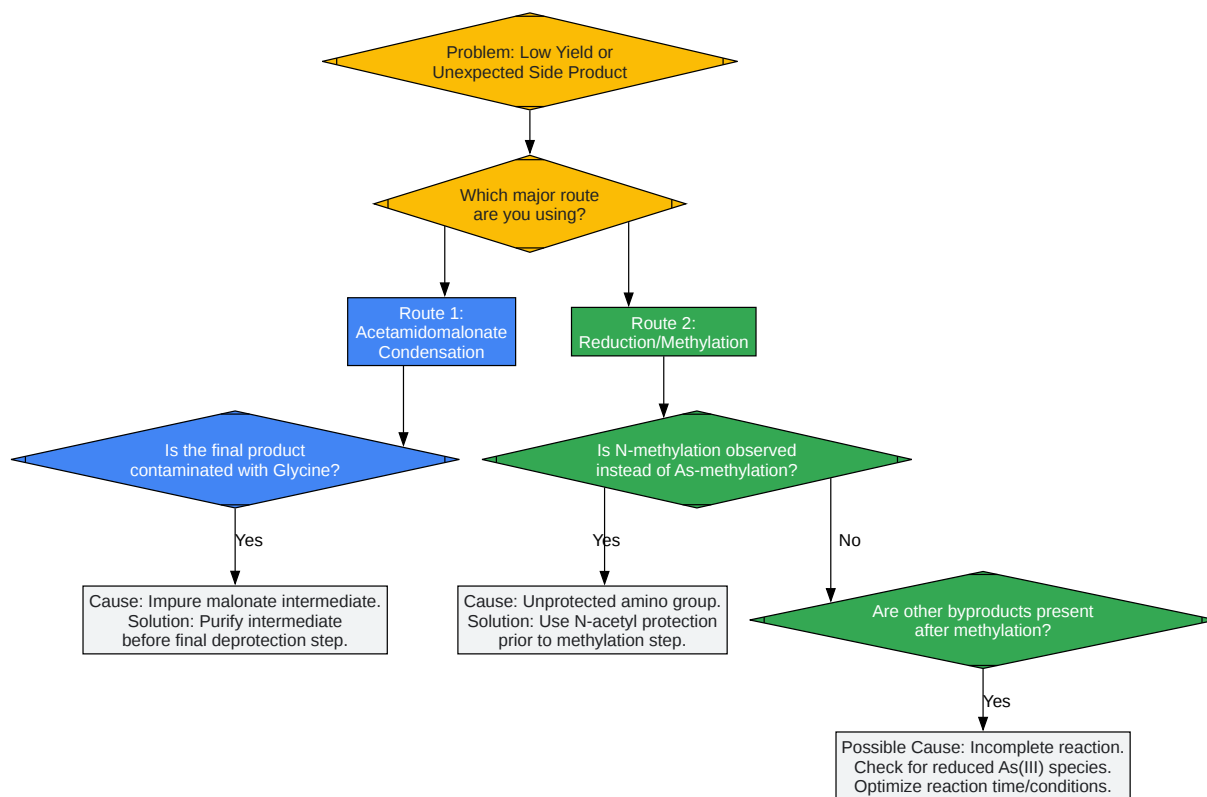 Problem: Low Yield or
Unexpected Side Product
Which major route
are you using?
Route 1:
Acetamidomalonate
Condensation
Route 2:
Reduction/Methylation
Is the final product
contaminated with Glycine?
Is N-methylation observed
instead of As-methylation?
Yes
Yes
No
Cause: Impure malonate intermediate.
Solution: Purify intermediate
before final deprotection step.
Cause: Unprotected amino group.
Solution: Use N-acetyl protection
prior to methylation step.
Are other byproducts present
after methylation?
Yes
Possible Cause: Incomplete reaction.
Check for reduced As(III) species.
Optimize reaction time/conditions.